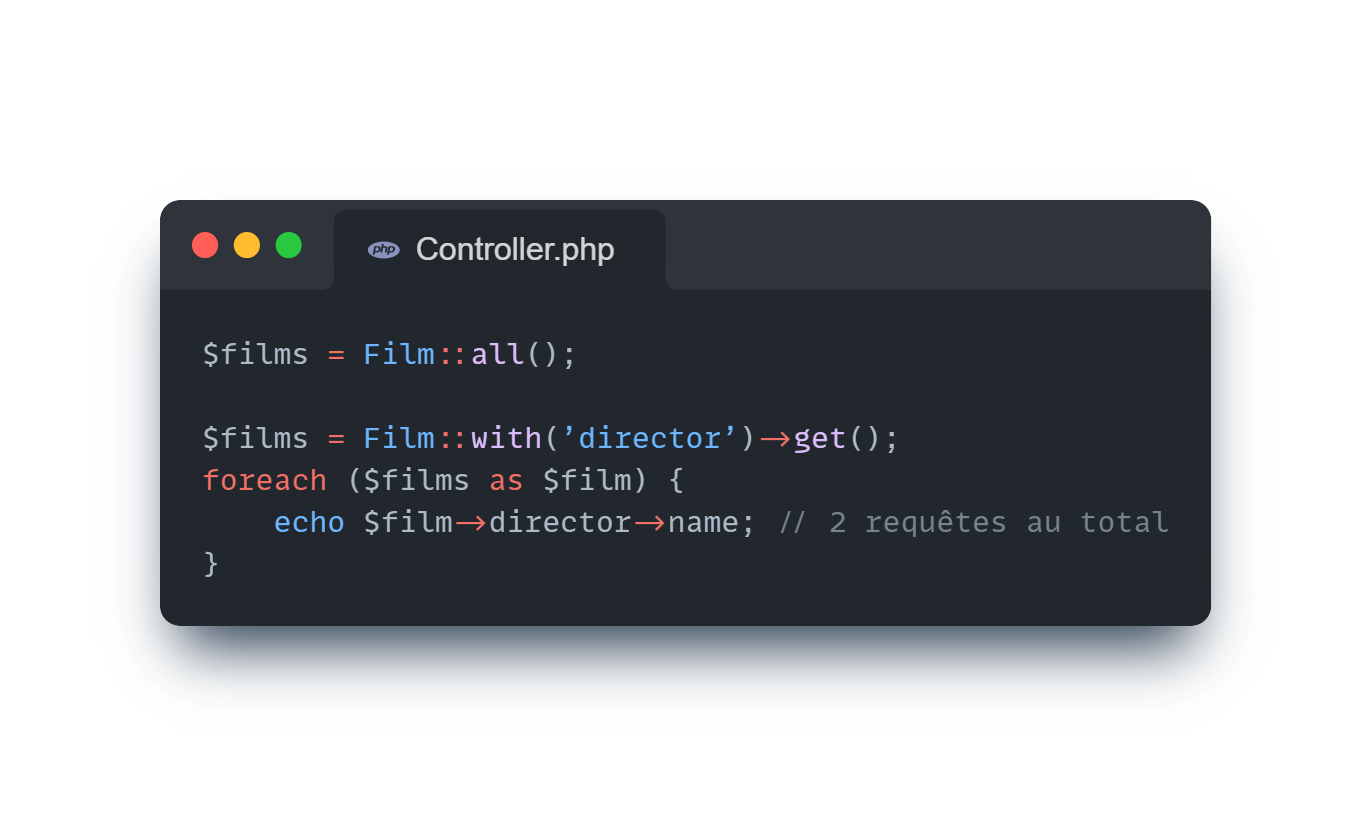 php Controller.php
$films = Film::all();
$films = Film::with(’director’)->get();
foreach ($films as $film) {
    echo $film->director->name; // 2 requêtes au total
}